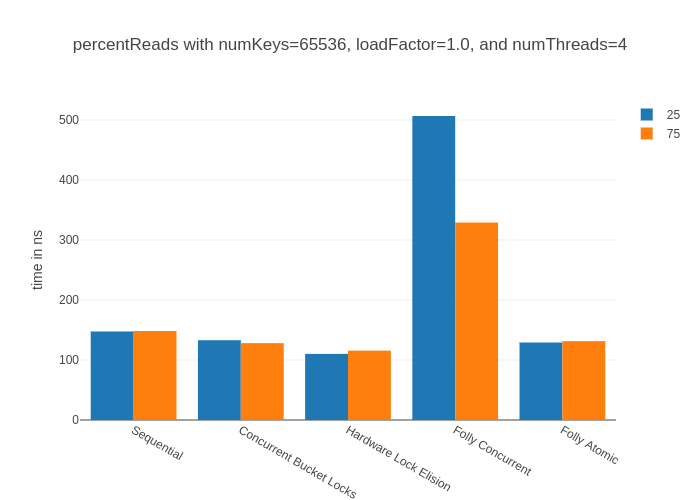 percentReads with numKeys=65536, loadFactor=1.0, and numThreads=4
25
75
time in ns
500
400
300
200
100
0
Sequential
Concurrent Bucket Locks
Hardware Lock Elision
Folly Concurrent
Folly Atomic